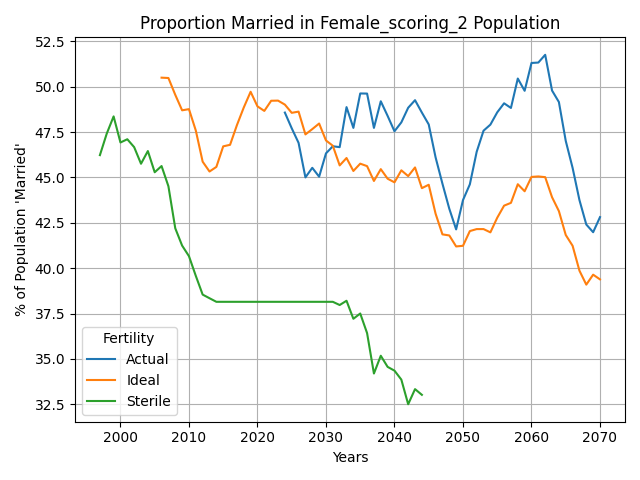 Proportion Married in Female_scoring_2 Population
% of Population 'Married'
52.5
50.0
47.5
45.0
42.5
40.0
37.5
35.0
32.5
Fertility
Actual
Ideal
Sterile
2000 2010 2020 2030 2040 2050 2060 2070
Years